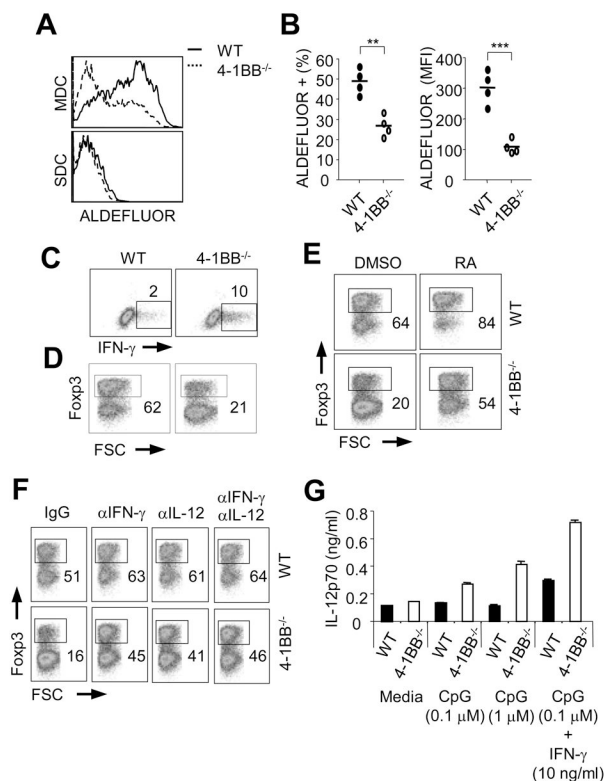 A
WT
4-1BB-/-
MDC
SDC
ALDEFLUOR
B
ALDEFLUOR + (%)
60
50
40
30
20
10
0
**
WT
4-1BB-/-
ALDEFLUOR (MFI)
400
300
200
100
0
***
WT
4-1BB-/-
C
WT
4-1BB-/-
2
10
IFN-γ
D
Foxp3
62
21
FSC
E
DMSO
RA
64
84
WT
20
54
4-1BB-/-
Foxp3
FSC
F
IgG
αIFN-γ
αIL-12
αIFN-γ
αIL-12
51
63
61
64
WT
16
45
41
46
4-1BB-/-
Foxp3
FSC
G
IL-12p70 (ng/ml)
0.8
0.6
0.4
0.2
0
WT
4-1BB-/-
WT
4-1BB-/-
WT
4-1BB-/-
WT
4-1BB-/-
Media
CpG
(0.1 μM)
CpG
(1 μM)
CpG
(0.1 μM)
+
IFN-γ
(10 ng/ml)